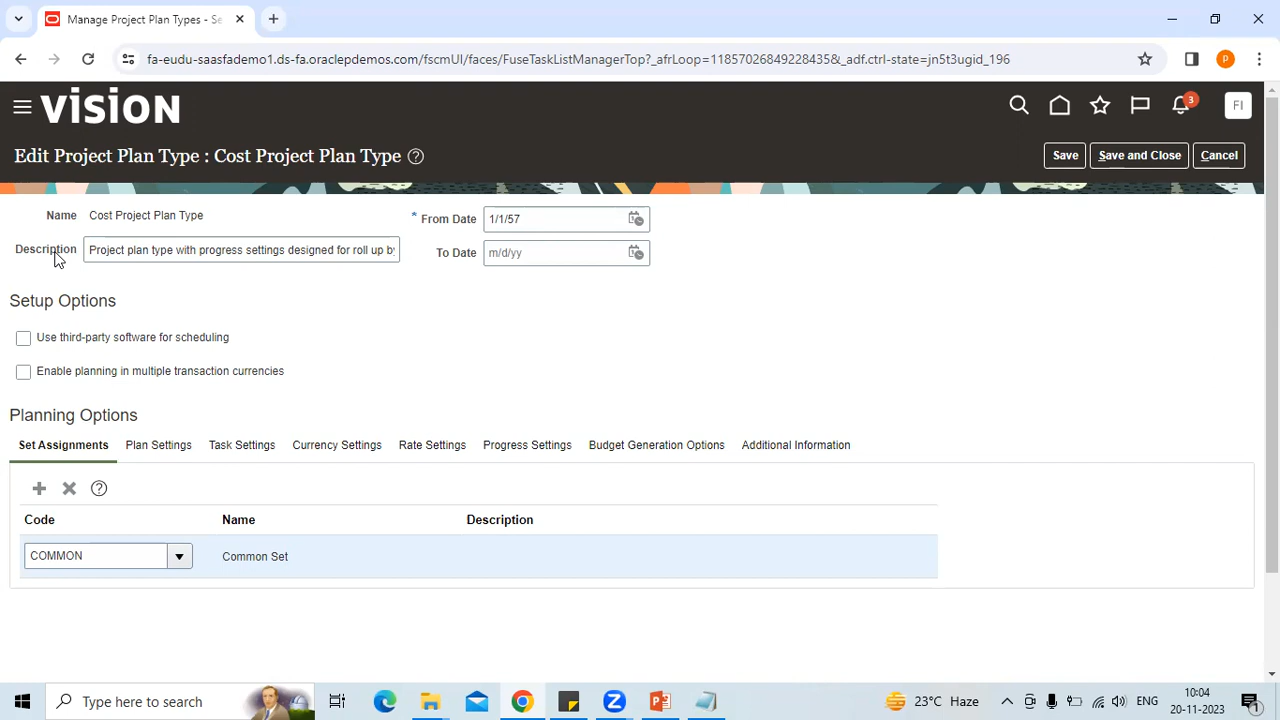 Manage Project Plan Types - Se
fa-eudu-saasfademo1.ds-fa.oraclepdemos.com/fscmUI/faces/FuseTaskListManagerTop?_afrLoop=11857026849228435&_adf.ctrl-state=jn5t3ugid_196
P
vision
3
FI
Edit Project Plan Type : Cost Project Plan Type ?
Save Save and Close Cancel
Name Cost Project Plan Type
* From Date 1/1/57
Description Project plan type with progress settings designed for roll up by
To Date m/d/yy
Setup Options
Use third-party software for scheduling
Enable planning in multiple transaction currencies
Planning Options
Set Assignments Plan Settings Task Settings Currency Settings Rate Settings Progress Settings Budget Generation Options Additional Information
Code Name Description
COMMON Common Set
Type here to search
23°C Haze
ENG
10:04
20-11-2023
1